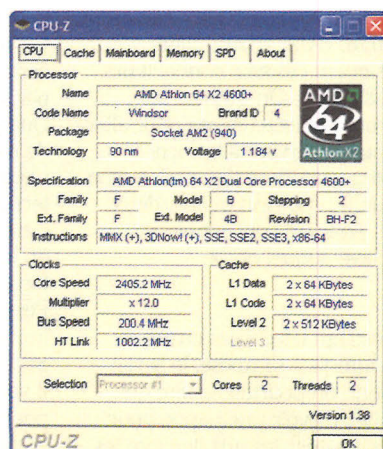 CPU-Z
CPU Cache Mainboard Memory SPD About
Processor
Name AMD Athlon 64 X2 4600+
Code Name Windsor Brand ID 4
Package Socket AM2 (940)
Technology 90 nm Voltage 1.184 v
AMD
64
Athlon X2
Specification AMD Athlon(tm) 64 X2 Dual Core Processor 4600+
Family F Model B Stepping 2
Ext. Family F Ext. Model 4B Revision BH-F2
Instructions MMX (+), 3DNow! (+), SSE, SSE2, SSE3, x86-64
Clocks
Core Speed 2405.2 MHz
Multiplier x 12.0
Bus Speed 200.4 MHz
HT Link 1002.2 MHz
Cache
L1 Data 2 x 64 KBytes
L1 Code 2 x 64 KBytes
Level 2 2 x 512 KBytes
Level 3
Selection Processor #1 Cores 2 Threads 2
Version 1.38
CPU-Z OK